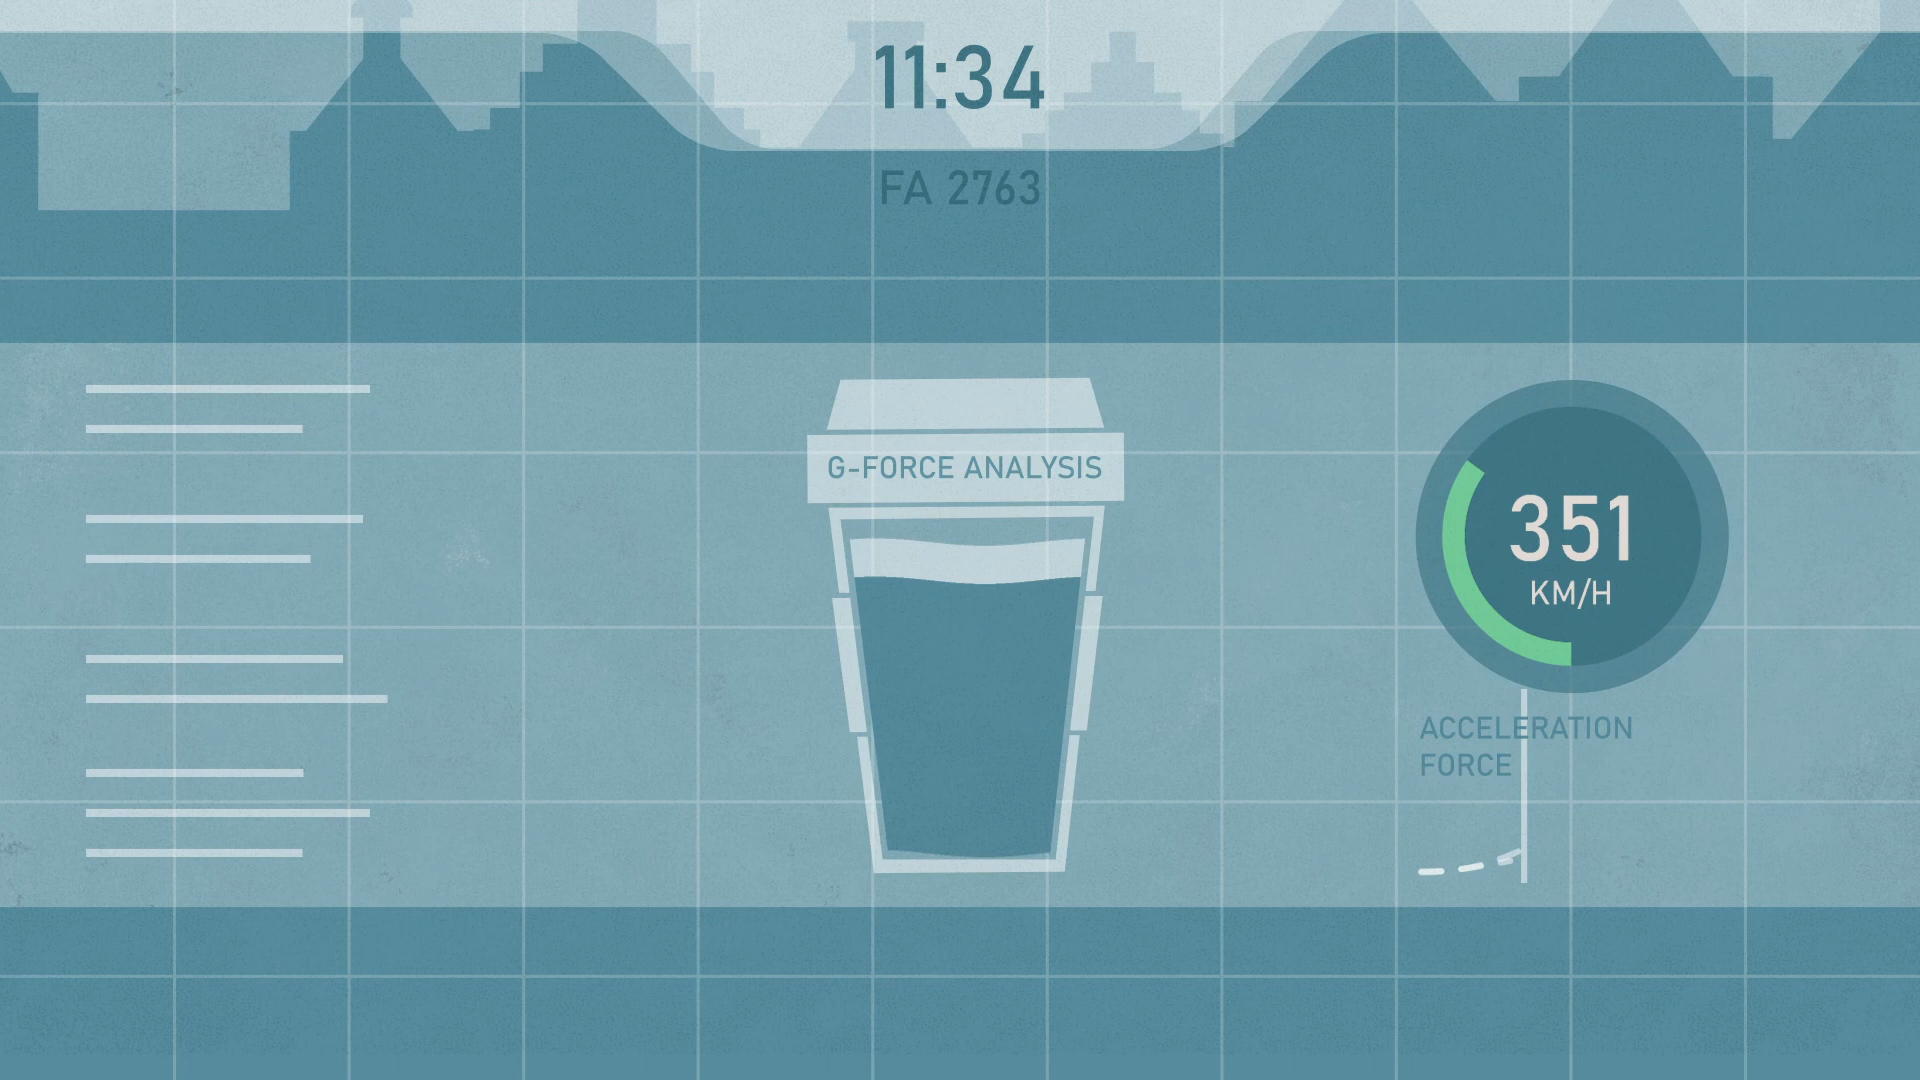 11:34
FA 2763
G-FORCE ANALYSIS
351
KM/H
ACCELERATION
FORCE